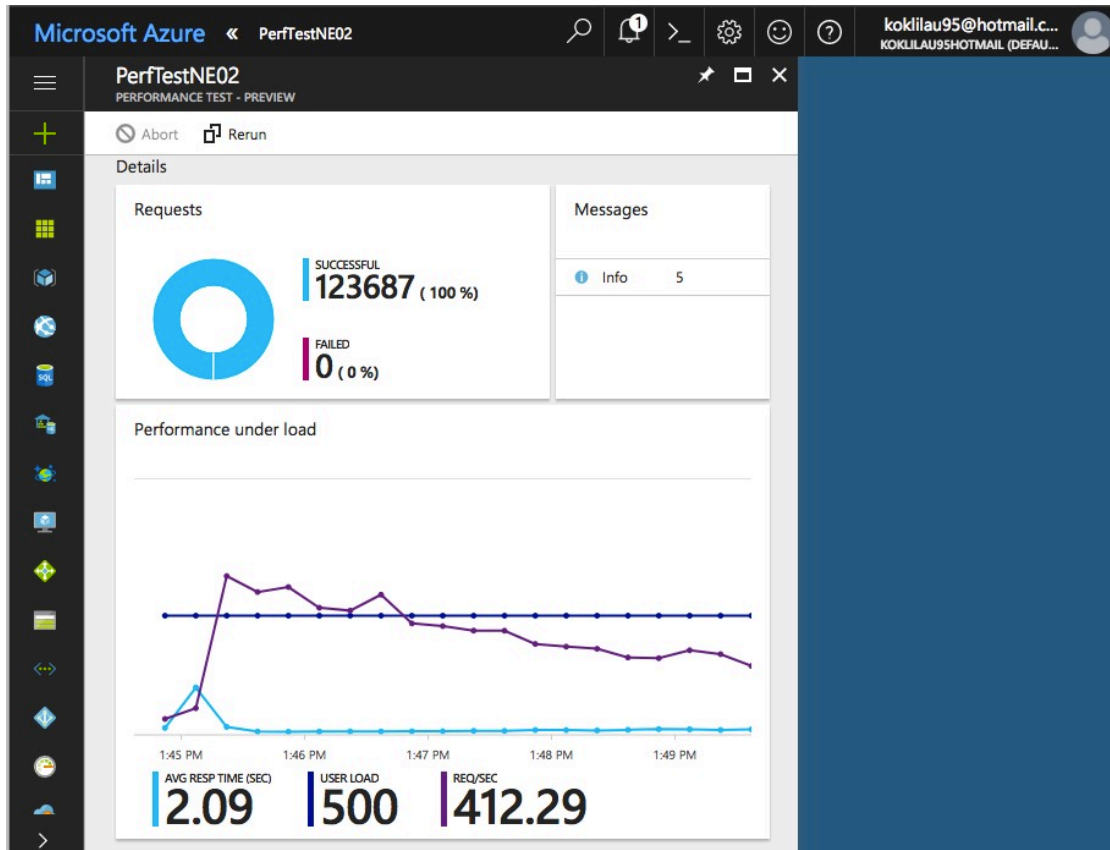 Microsoft Azure « PerfTestNE02
1
>_
?
koklilau95@hotmail.c...
KOKLILAU95HOTMAIL (DEFAU...
PerfTestNE02
PERFORMANCE TEST - PREVIEW
Abort Rerun
Details
Requests
SUCCESSFUL
123687 ( 100 %)
FAILED
0 ( 0 %)
Messages
Info 5
SQL
Performance under load
1:45 PM 1:46 PM 1:47 PM 1:48 PM 1:49 PM
AVG RESP TIME (SEC) USER LOAD REQ/SEC
2.09 500 412.29